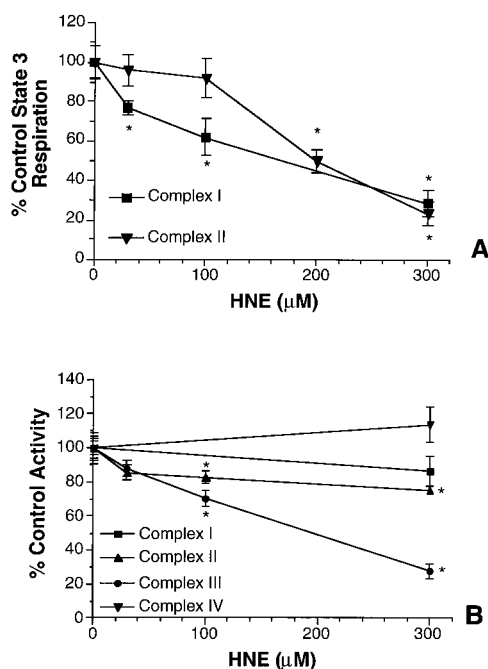 120
100
80
60
40
20
0
% Control State 3
Respiration
*
*
*
*
*
Complex I
Complex II
0
100
200
300
HNE (μM)
A
140
120
100
80
60
40
20
0
% Control Activity
*
*
*
*
Complex I
Complex II
Complex III
Complex IV
0
100
200
300
HNE (μM)
B